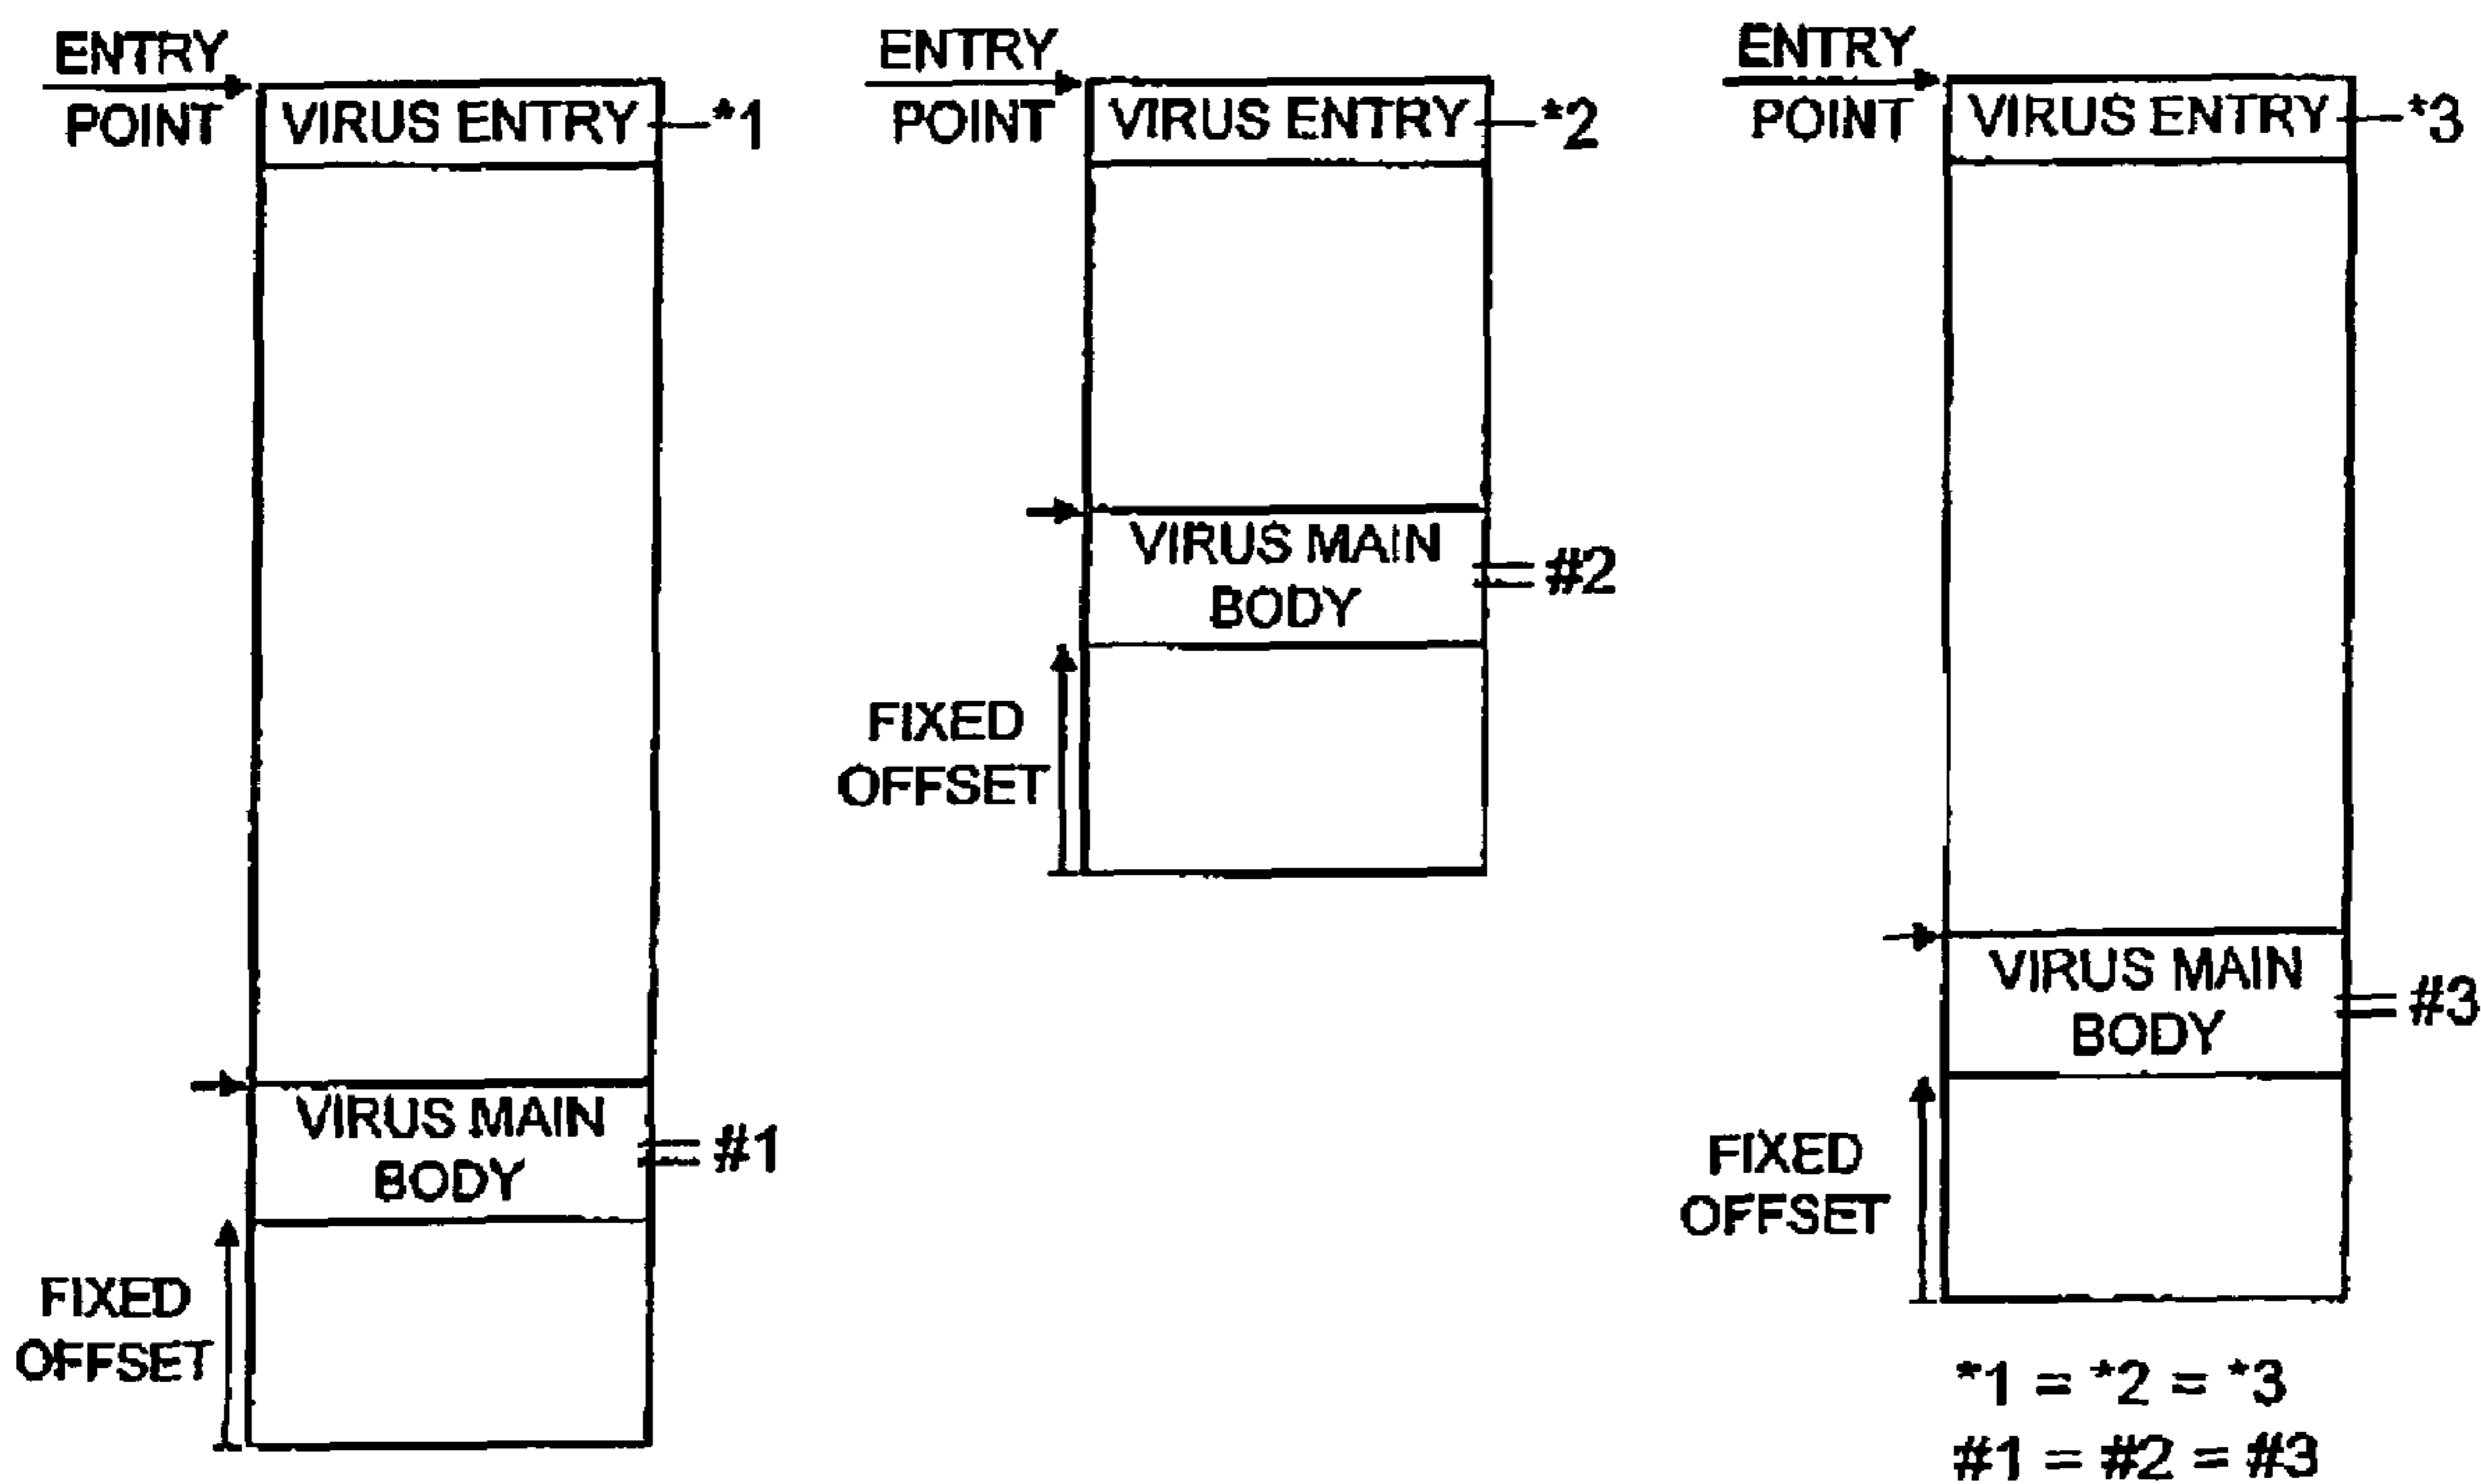 ENTRY
POINT
VIRUS ENTRY
*1
VIRUS MAIN
BODY
#1
FIXED
OFFSET
ENTRY
POINT
VIRUS ENTRY
*2
VIRUS MAIN
BODY
#2
FIXED
OFFSET
ENTRY
POINT
VIRUS ENTRY
*3
VIRUS MAIN
BODY
#3
FIXED
OFFSET
*1 = *2 = *3
#1 = #2 = #3